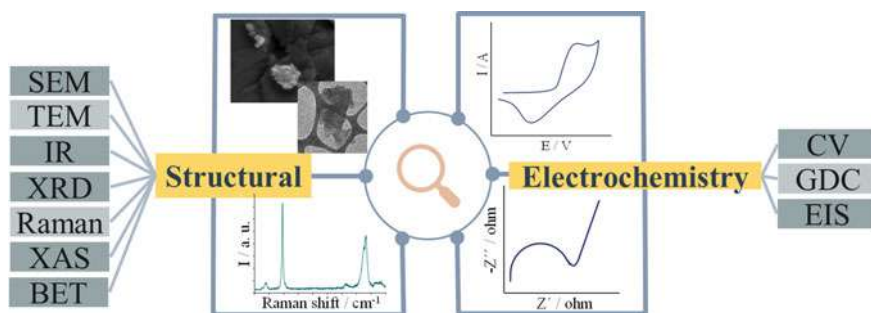 SEM
TEM
IR
XRD
Raman
XAS
BET
Structural
I / a. u.
Raman shift / cm⁻¹
I / A
E / V
Electrochemistry
-Z'' / ohm
Z' / ohm
CV
GDC
EIS